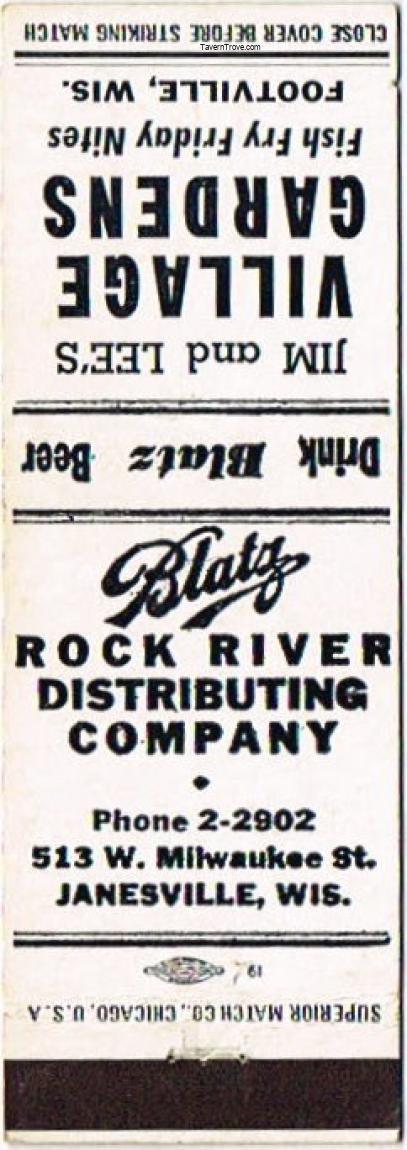 CLOSE COVER BEFORE STRIKING MATCH
TavernTrove.com
FOOTVILLE, WIS.
Fish Fry Friday Nites
GARDENS
VILLAGE
JIM and LEE'S
Drink Blatz Beer
Blatz
ROCK RIVER
DISTRIBUTING
COMPANY
Phone 2-2902
513 W. Milwaukee St.
JANESVILLE, WIS.
19
SUPERIOR MATCH CO., CHICAGO, U.S.A